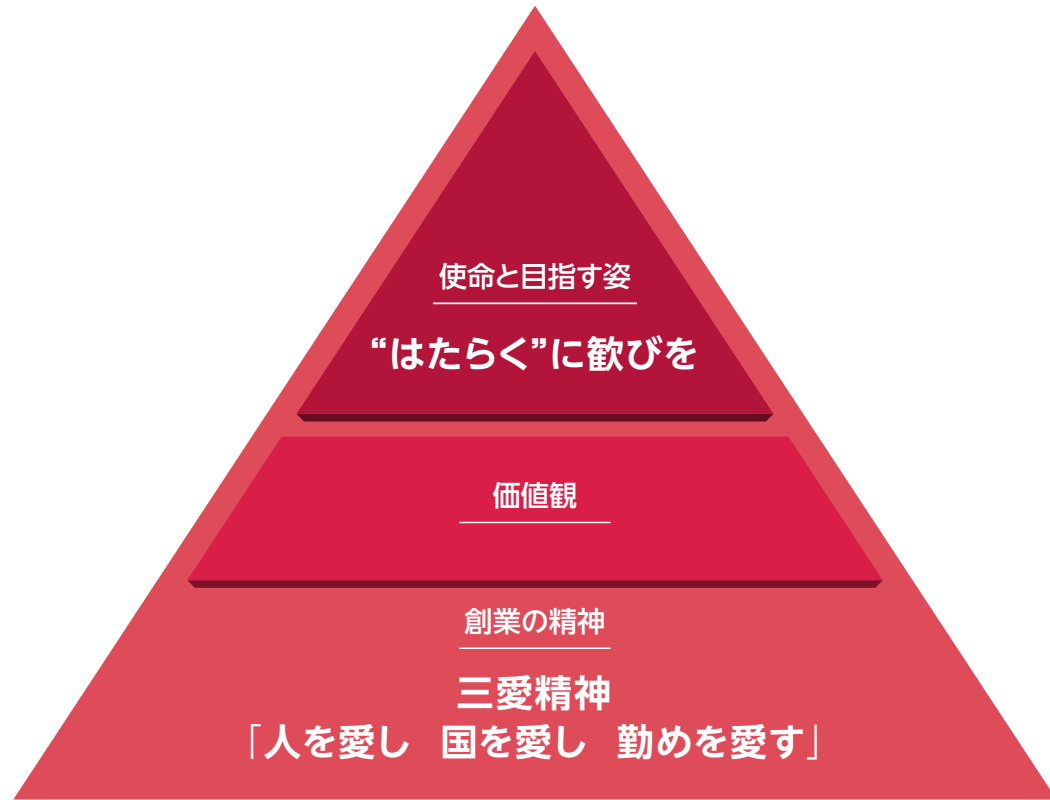 使命と目指す姿
“はたらく”に歓びを
価値観
創業の精神
三愛精神
「人を愛し 国を愛し 勤めを愛す」